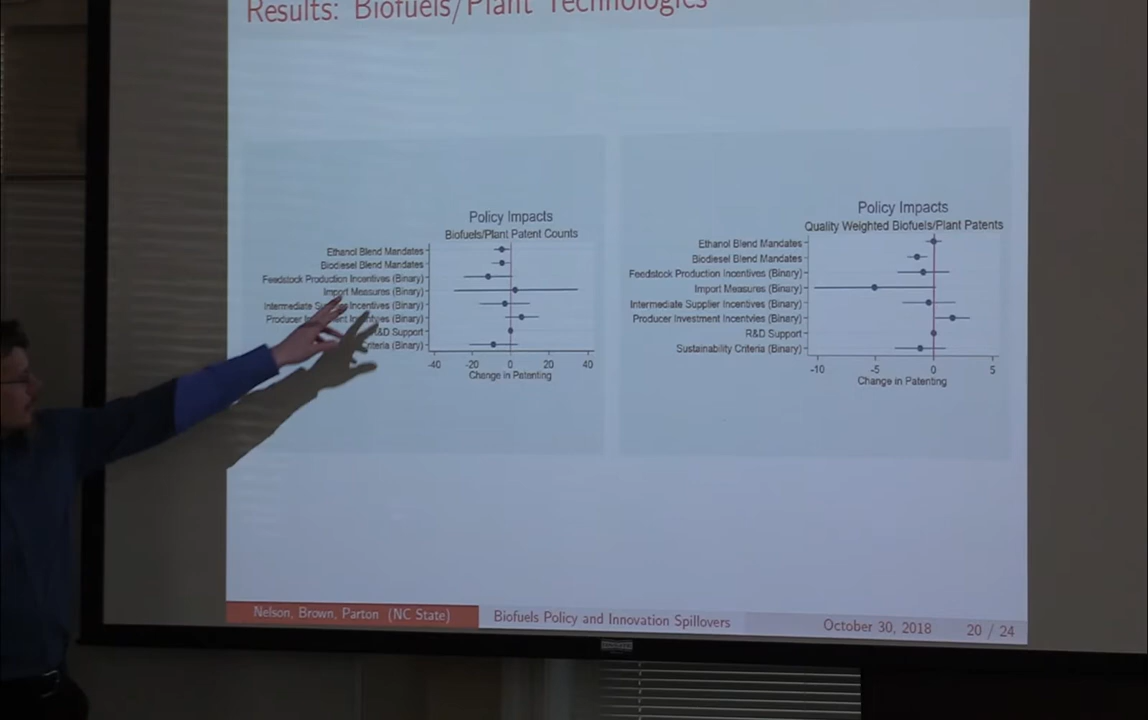 Results: Biofuels/Plant Technologies
Policy Impacts
Biofuels/Plant Patent Counts
Ethanol Blend Mandates
Biodiesel Blend Mandates
Feedstock Production Incentives (Binary)
Import Measures (Binary)
Intermediate Incentives (Binary)
Producer (Binary)
R&D Support
Criteria (Binary)
-40 -20 0 20 40
Change in Patenting
Policy Impacts
Quality Weighted Biofuels/Plant Patents
Ethanol Blend Mandates
Biodiesel Blend Mandates
Feedstock Production Incentives (Binary)
Import Measures (Binary)
Intermediate Supplier Incentives (Binary)
Producer Investment Incentvies (Binary)
R&D Support
Sustainability Criteria (Binary)
-10 -5 0 5
Change in Patenting
Nelson, Brown, Parton (NC State) Biofuels Policy and Innovation Spillovers October 30, 2018 20 / 24